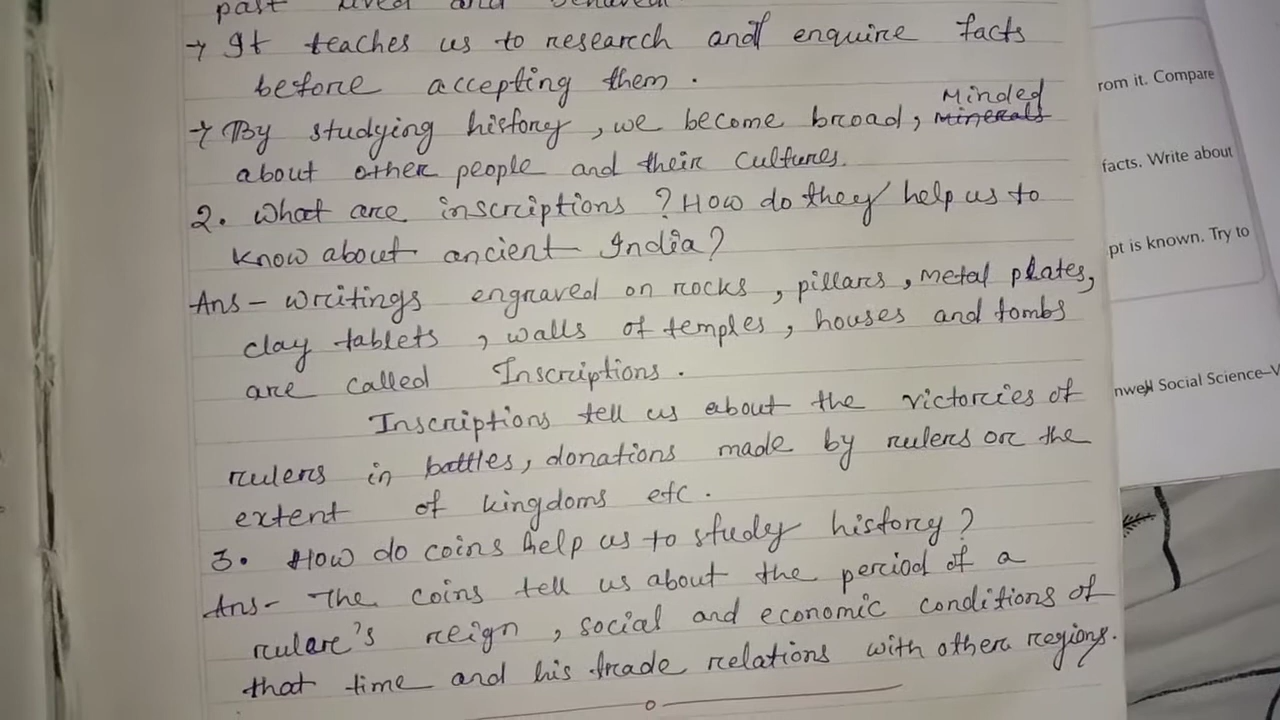 past lived and behaved
→ It teaches us to research and enquire facts
before accepting them.
→ By studying history, we become broad, Minded minerals
about other people and their cultures.
2. What are inscriptions? How do they help us to
know about ancient India?
Ans - writings engraved on rocks, pillars, metal plates,
clay tablets, walls of temples, houses and tombs
are called Inscriptions.
Inscriptions tell us about the victories of
rulers in battles, donations made by rulers or the
extent of kingdoms etc.
3. How do coins help us to study history?
Ans - The coins tell us about the period of a
rulare's reign, social and economic conditions of
that time and his trade relations with other regions.
rom it. Compare
facts. Write about
pt is known. Try to
nwell Social Science-V